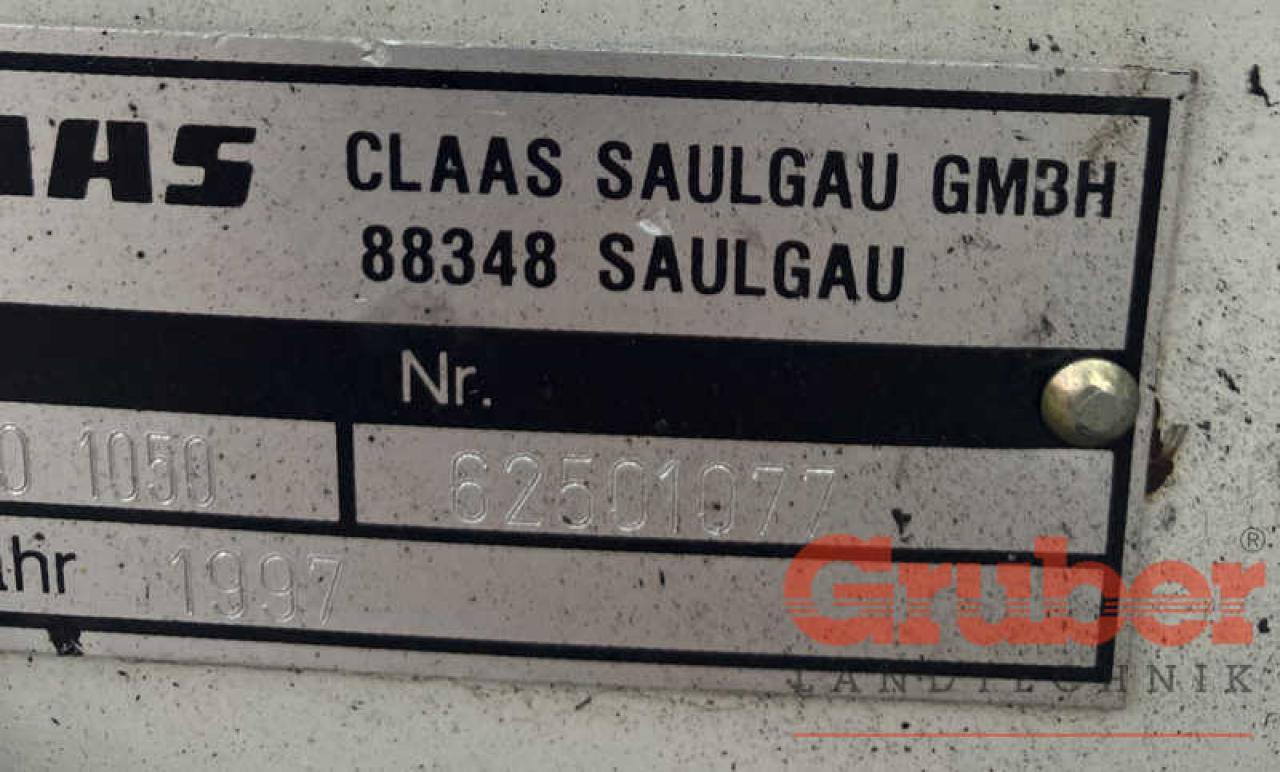 AAS CLAAS SAULGAU GMBH
88348 SAULGAU
Nr.
0 1050 62501077
ahr 1997
Gruber®
LANDTECHNIK